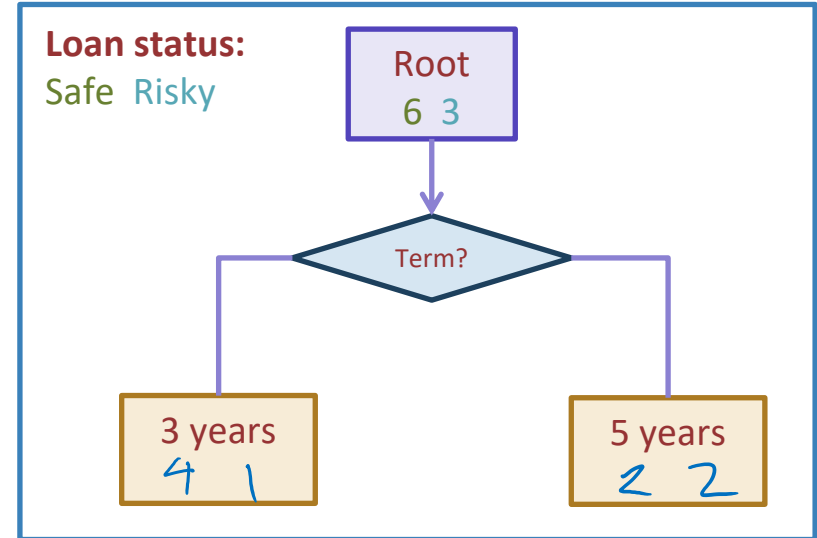 Loan status:
Safe Risky
Root
6 3
Term?
3 years
4 1
5 years
2 2